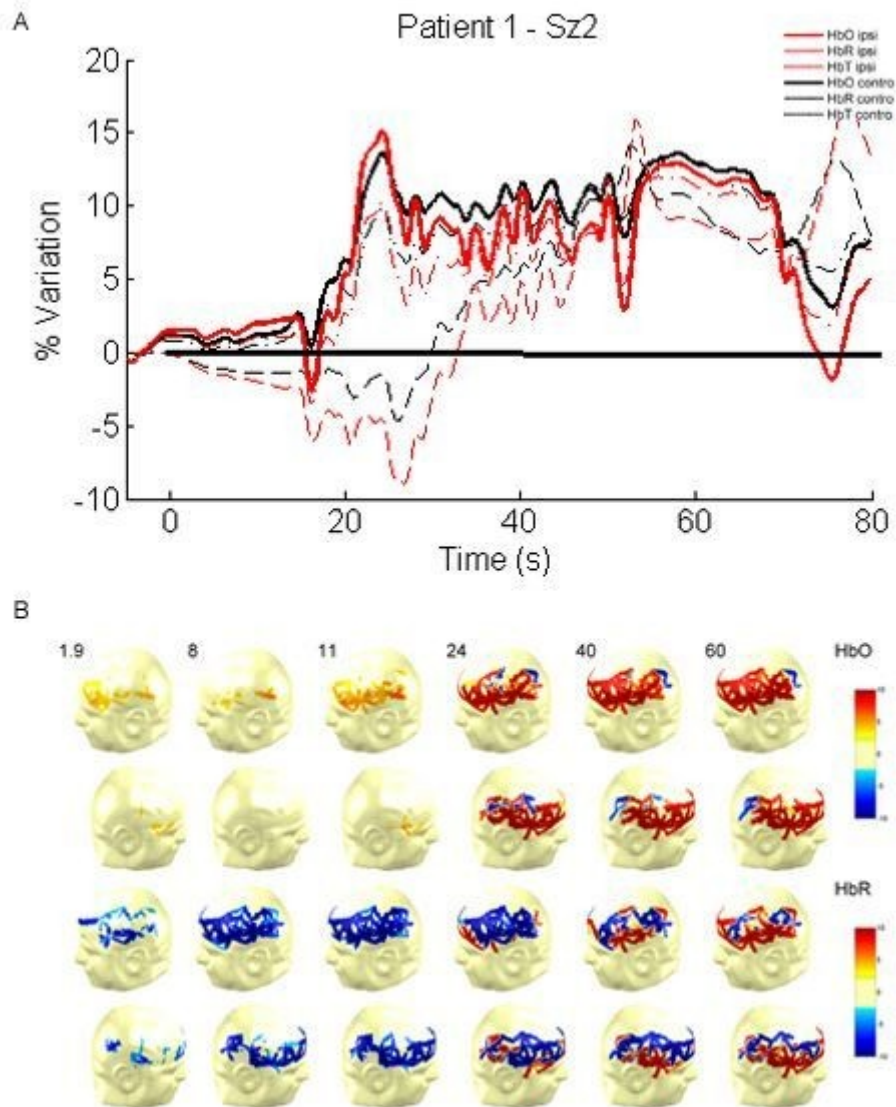 A
Patient 1 - Sz2
HbO ipsi
HbR ipsi
HbT ipsi
HbO contro
HbR contro
HbT contro
20
15
10
5
0
-5
-10
% Variation
0 20 40 60 80
Time (s)
B
1.9 8 11 24 40 60 HbO
HbR